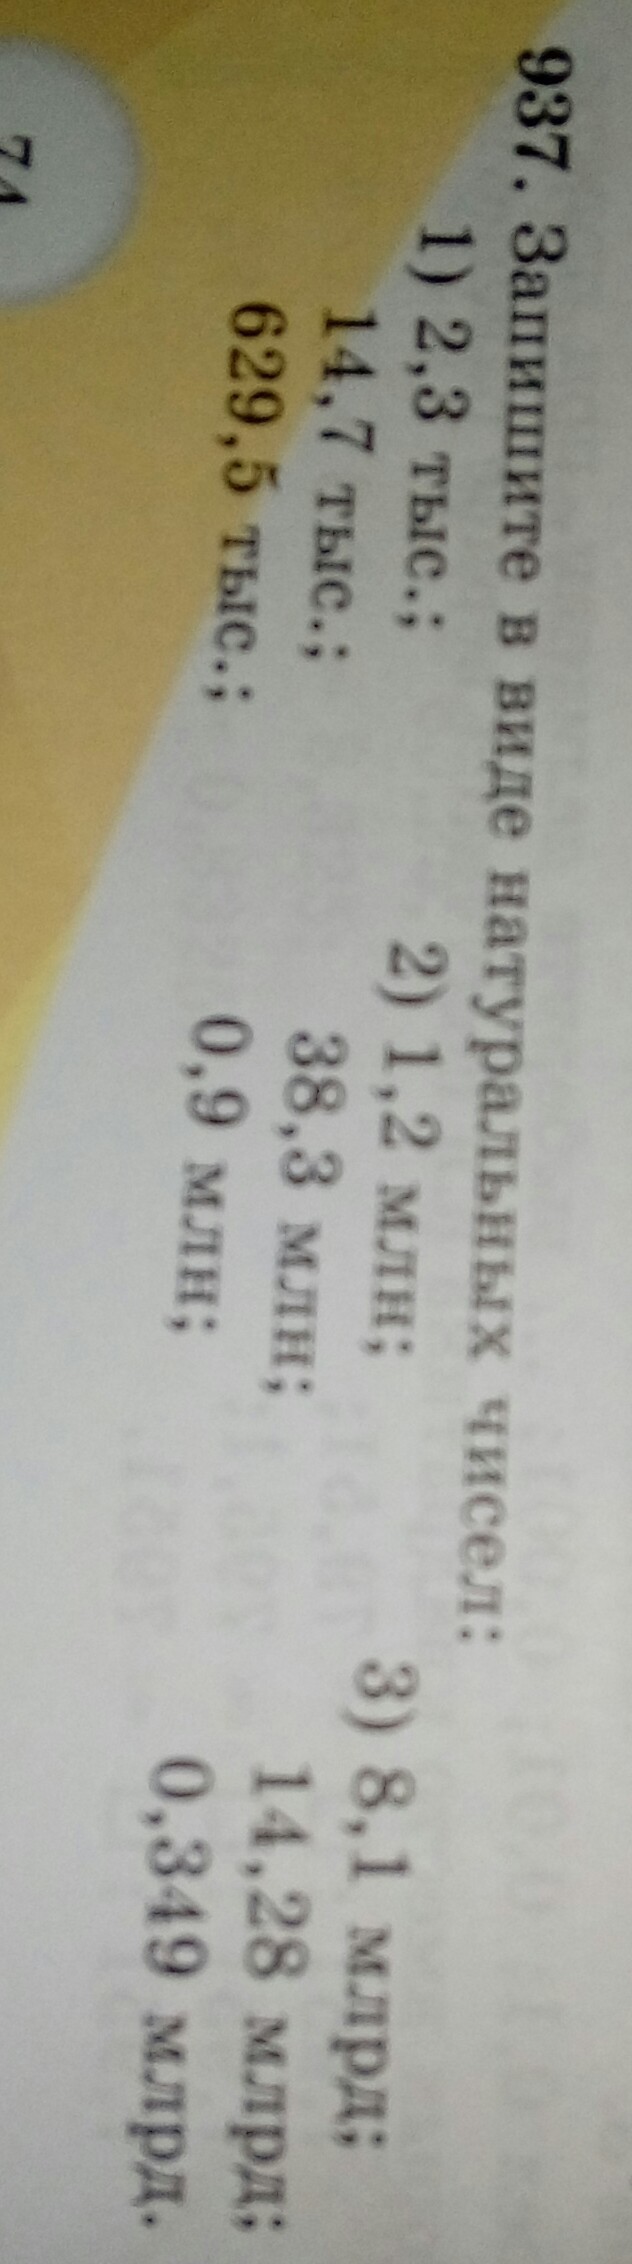 937. Запишите в виде натуральных чисел:
1) 2,3 тыс.; 2) 1,2 млн; 3) 8,1 млрд;
14,7 тыс.; 38,3 млн; 14,28 млрд;
629,5 тыс.; 0,9 млн; 0,349 млрд.
74